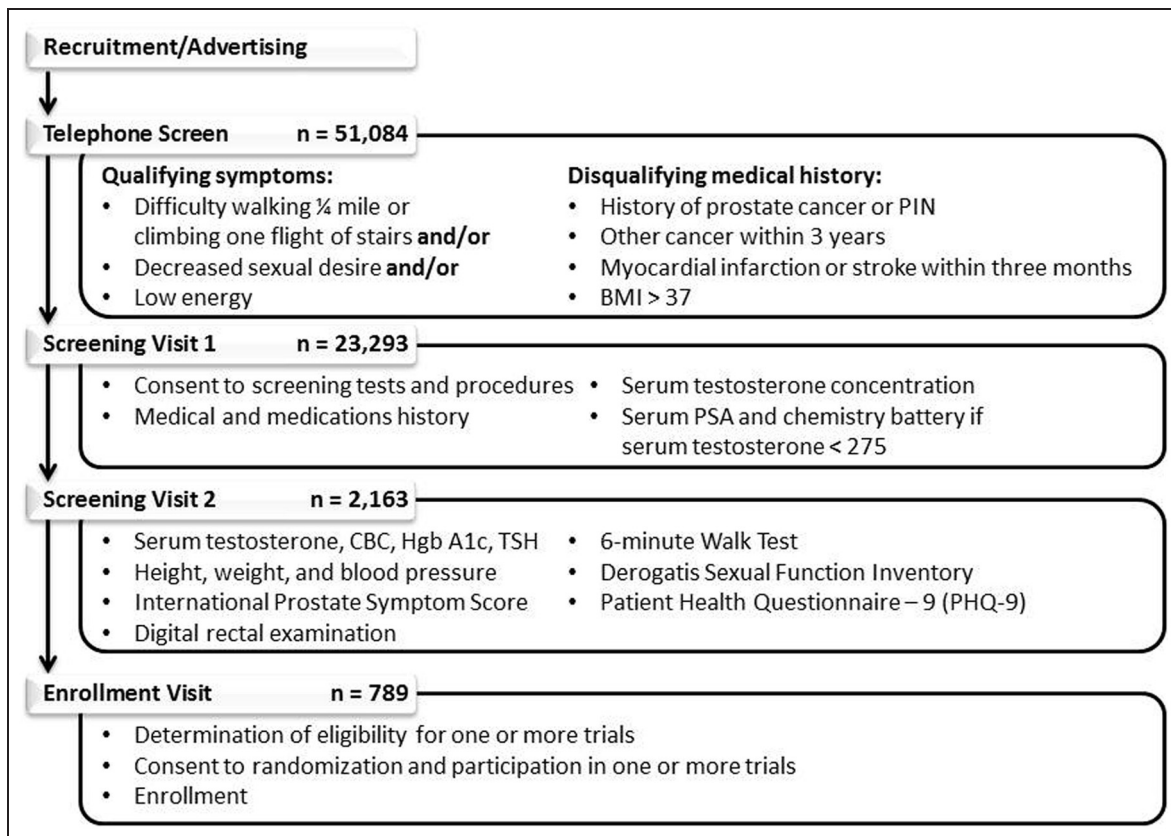 Recruitment/Advertising
Telephone Screen n = 51,084
Qualifying symptoms:
• Difficulty walking ¼ mile or
climbing one flight of stairs and/or
• Decreased sexual desire and/or
• Low energy
Disqualifying medical history:
• History of prostate cancer or PIN
• Other cancer within 3 years
• Myocardial infarction or stroke within three months
• BMI > 37
Screening Visit 1 n = 23,293
• Consent to screening tests and procedures
• Medical and medications history
• Serum testosterone concentration
• Serum PSA and chemistry battery if
serum testosterone < 275
Screening Visit 2 n = 2,163
• Serum testosterone, CBC, Hgb A1c, TSH
• Height, weight, and blood pressure
• International Prostate Symptom Score
• Digital rectal examination
• 6-minute Walk Test
• Derogatis Sexual Function Inventory
• Patient Health Questionnaire – 9 (PHQ-9)
Enrollment Visit n = 789
• Determination of eligibility for one or more trials
• Consent to randomization and participation in one or more trials
• Enrollment